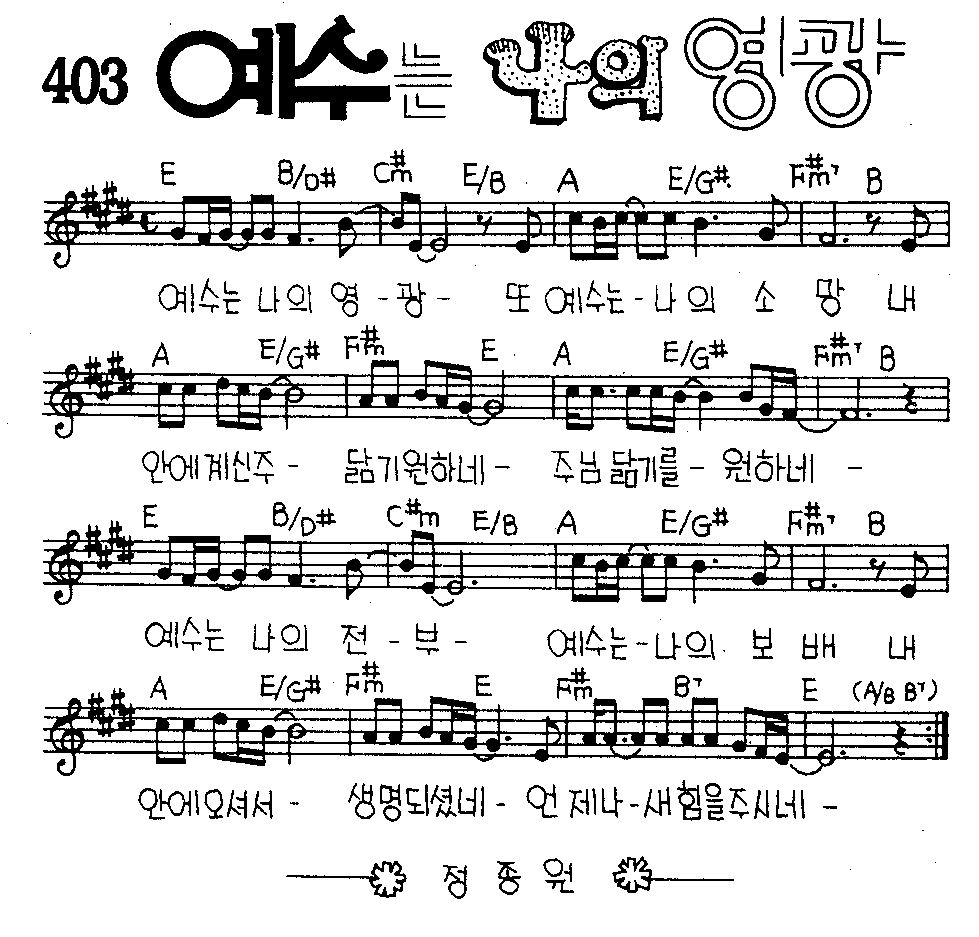 403 예수는 나의 영광
E B/D# C#m E/B A E/G# F#m7 B
예수는 나의 영 - 광 - 또 예수는 - 나 의 소 망 내
A E/G# F#m E A E/G# F#m7 B
안에계신주 - 닮기원하네 - 주님닮기를 - 원하네 -
E B/D# C#m E/B A E/G# F#m7 B
예수는 나의 전 - 부 - 예수는 - 나의 보 배 내
A E/G# F#m E F#m B7 E (A/B B7)
안에오셔서 - 생명되셨네 - 언제나 - 새힘을주시네 -
정종원